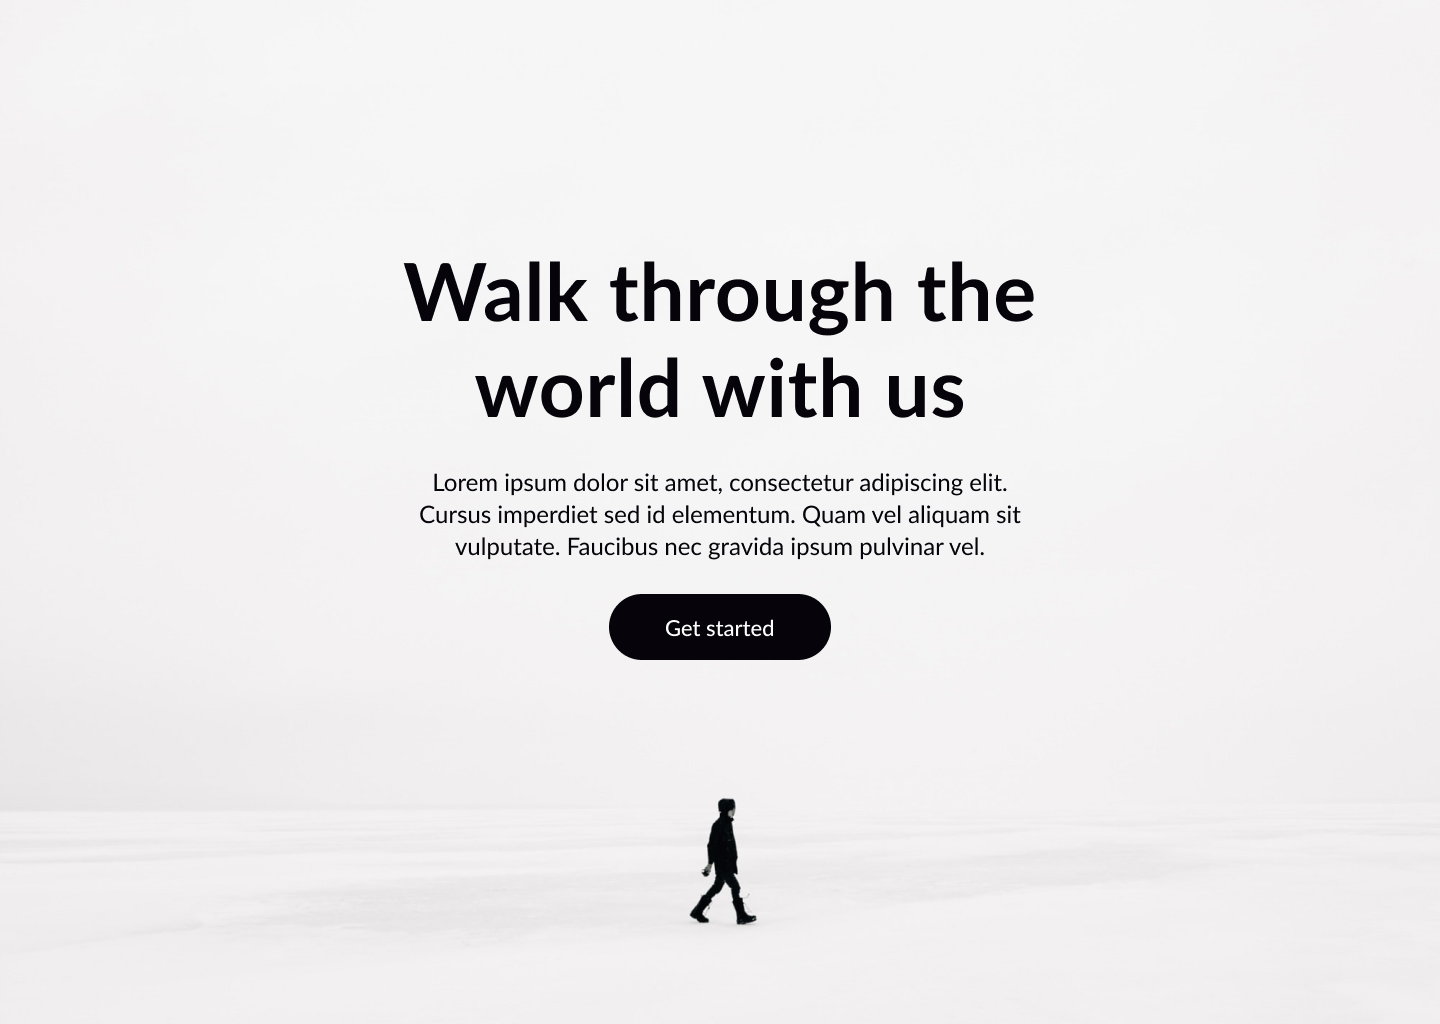 Walk through the
world with us
Lorem ipsum dolor sit amet, consectetur adipiscing elit.
Cursus imperdiet sed id elementum. Quam vel aliquam sit
vulputate. Faucibus nec gravida ipsum pulvinar vel.
Get started